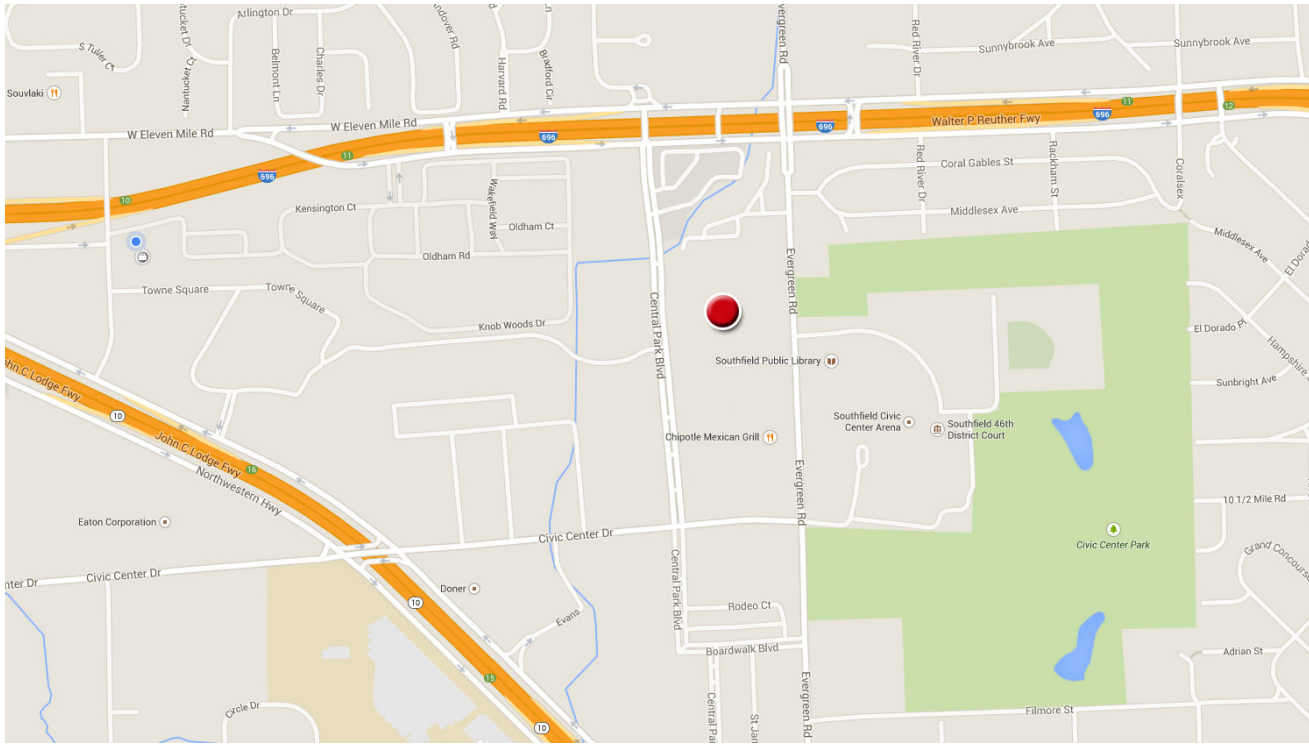 Arlington Dr
Nantucket Ct
S Tuller Ct
Belmont Ln
Charles Dr
Andover Rd
Harvard Rd
Bradford Cir
Ln
Evergreen Rd
Red River Dr
Sunnybrook Ave
Sunnybrook Ave
Souvlaki
W Eleven Mile Rd
W Eleven Mile Rd
11
696
696
11
696
12
Walter P. Reuther Fwy
696
10
Kensington Ct
Wakefield Way
Oldham Ct
Oldham Rd
Red River Dr
Coral Gables St
Rackham St
Coralsex
Middlesex Ave
Middlesex Ave
El Dorado
Towne Square
Towne Square
Knob Woods Dr
Central Park Blvd
Evergreen Rd
El Dorado Pl
Hampshire
Sunbright Ave
Southfield Public Library
John C Lodge Fwy
10
Southfield Civic
Center Arena
Southfield 46th
District Court
Chipotle Mexican Grill
John C Lodge Fwy
16
Northwestern Hwy
Evergreen Rd
10 1/2 Mile Rd
Eaton Corporation
Civic Center Dr
Civic Center Park
Grand Concourse
nter Dr
Civic Center Dr
Doner
10
Central Park Blvd
Rodeo Ct
Evans
Boardwalk Blvd
Adrian St
15
Circle Dr
10
Central Pa
St Jan
Evergreen Rd
Filmore St